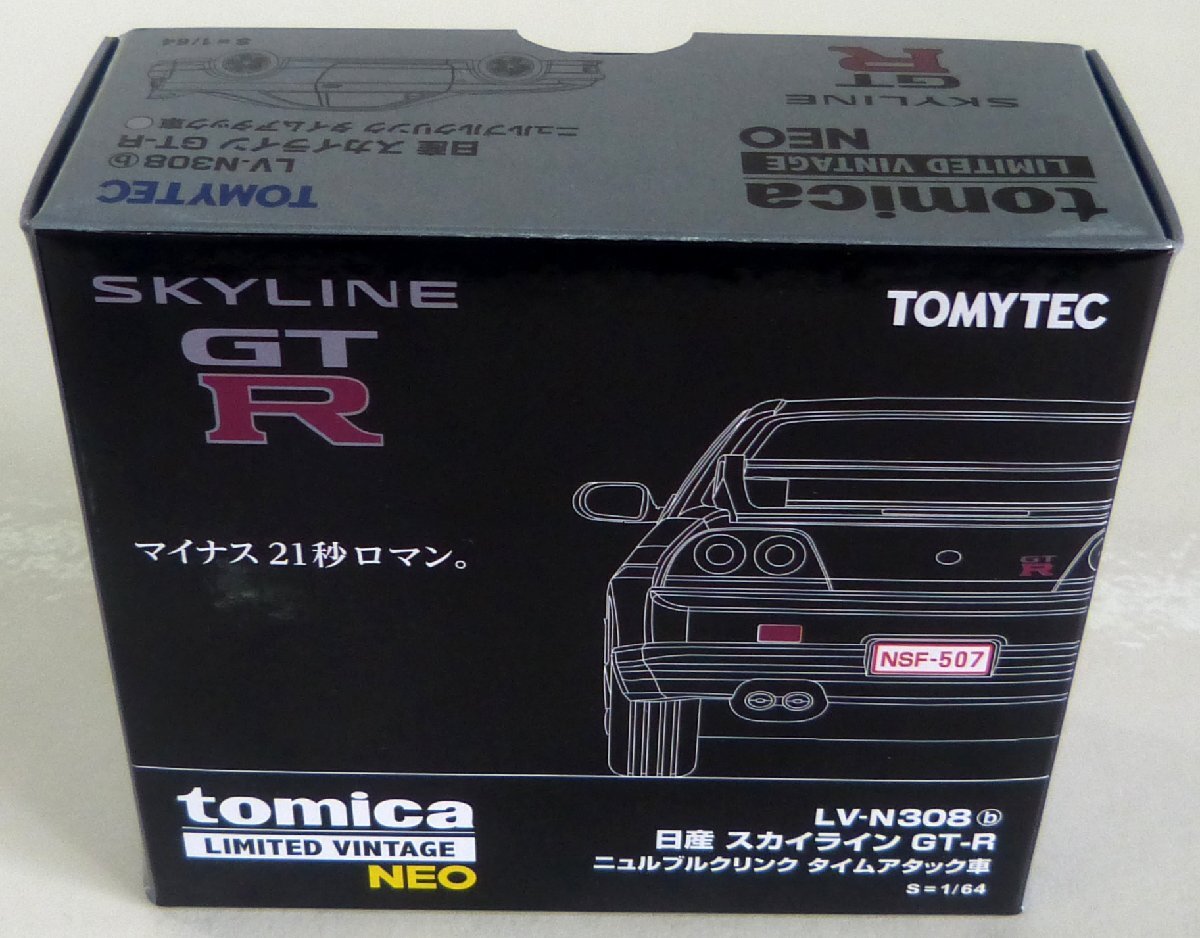 S=1/64
ニュルブルクリンク タイムアタック車
日産 スカイライン GT-R
LV-N308ⓑ
TOMYTEC
GT
R
SKYLINE
NEO
LIMITED VINTAGE
tomica
SKYLINE
GT
R
TOMYTEC
マイナス21秒ロマン。
GT
R
NSF-507
tomica
LIMITED VINTAGE
NEO
LV-N308ⓑ
日産 スカイライン GT-R
ニュルブルクリンク タイムアタック車
S=1/64